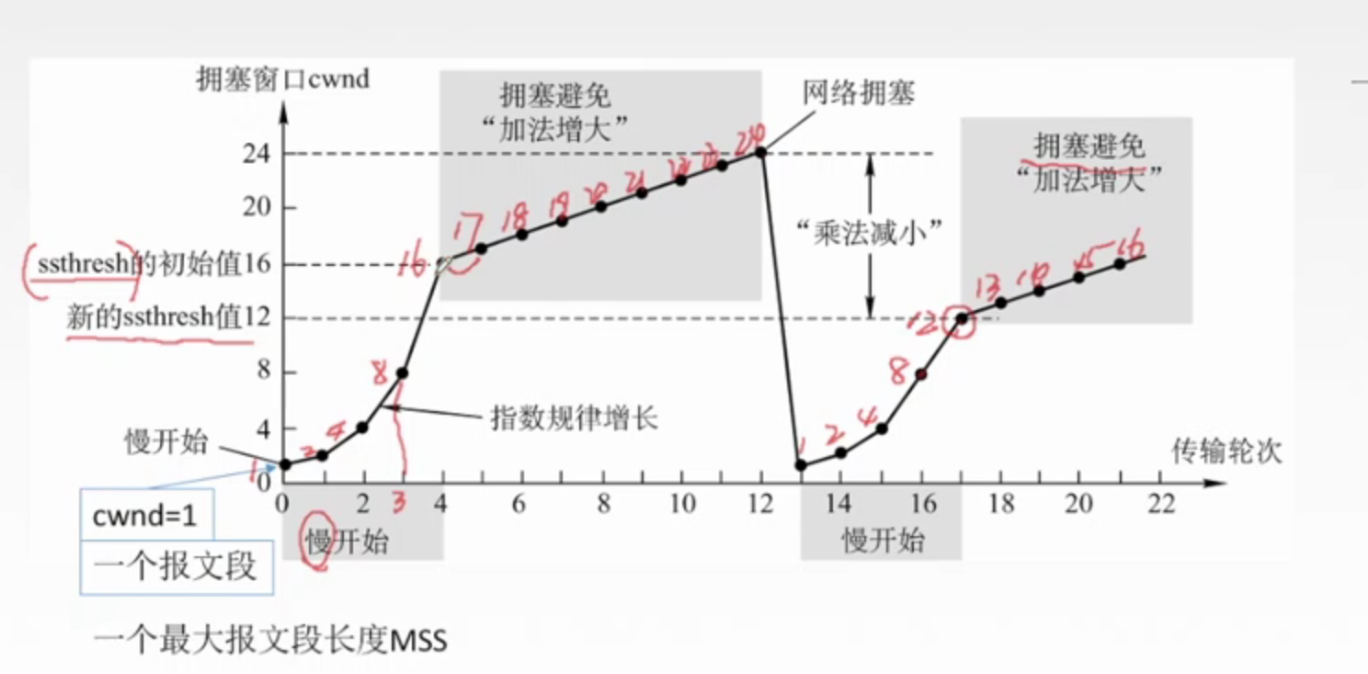 拥塞窗口cwnd
拥塞避免
“加法增大”
网络拥塞
24
24
20
17 18 19 20 21 22 23
拥塞避免
“加法增大”
“乘法减小”
ssthresh的初始值16
16
13 14 15 16
新的ssthresh值12
12
8
8
8
指数规律增长
4
2 4
2 4
慢开始
1
1
传输轮次
0
0 2 3 4 6 8 10 12 14 16 18 20 22
cwnd=1
慢开始
慢开始
一个报文段
一个最大报文段长度MSS